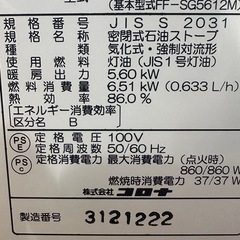 (基本型式FF-SG5612M)
規格番号 JIS S 2031
種類 密閉式石油ストーブ
気化式・強制対流形
使用燃料 灯油 (JIS1号灯油)
暖房出力 5.60 kW
燃料消費量 6.51 kW (0.633 L/h)
熱効率 86.0 %
[エネルギー消費効率]
区分名 B
PSE
定格電圧 100V
定格周波数 50/60 Hz
PSC
定格消費電力 最大消費電力 (点火時)
860/860 W
燃焼時消費電力 37/37 W
株式会社 コロナ
製造番号 3121222